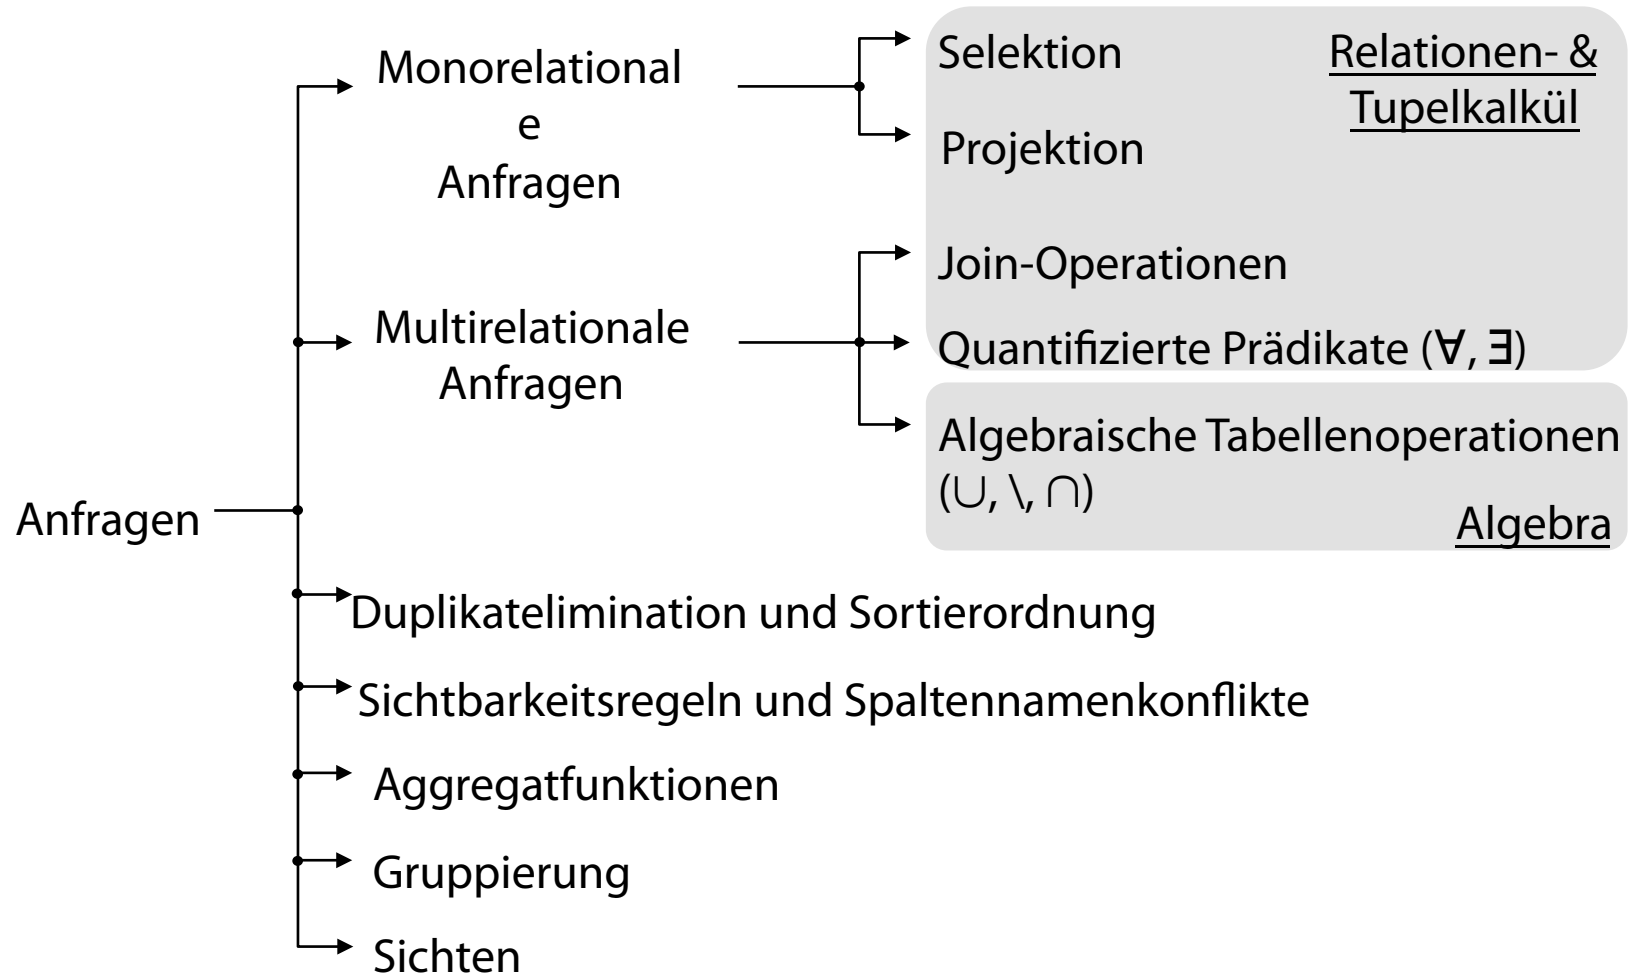 Monorelational
e
Anfragen
Selektion
Projektion
Relationen- &
Tupelkalkül
Multirelationale
Anfragen
Join-Operationen
Quantifizierte Prädikate (∀, ∃)
Algebraische Tabellenoperationen
(∪, \, ∩)
Algebra
Anfragen
Duplikatelimination und Sortierordnung
Sichtbarkeitsregeln und Spaltennamenkonflikte
Aggregatfunktionen
Gruppierung
Sichten